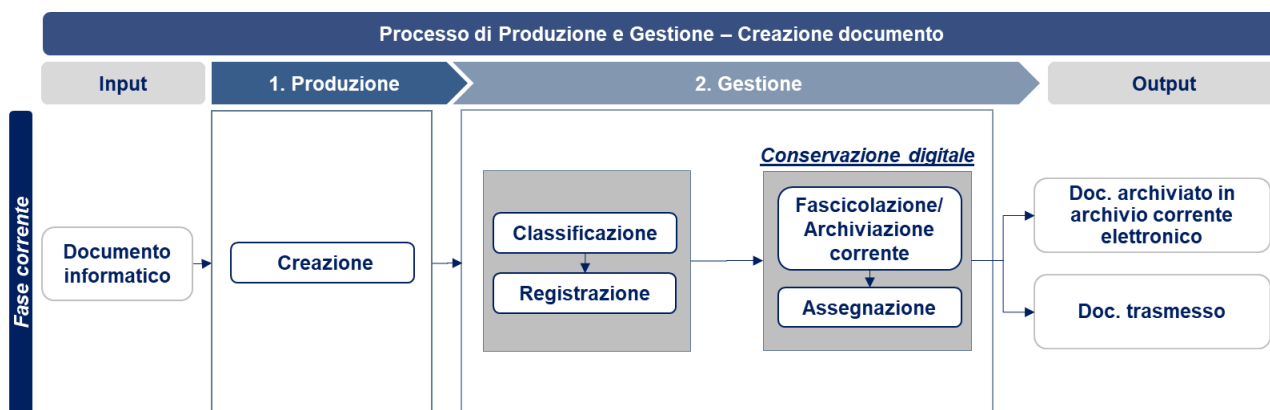 Processo di Produzione e Gestione – Creazione documento
Input
1. Produzione
2. Gestione
Output
Fase corrente
Documento
informatico
Creazione
Classificazione
Registrazione
Conservazione digitale
Fascicolazione/
Archiviazione
corrente
Assegnazione
Doc. archiviato in
archivio corrente
elettronico
Doc. trasmesso